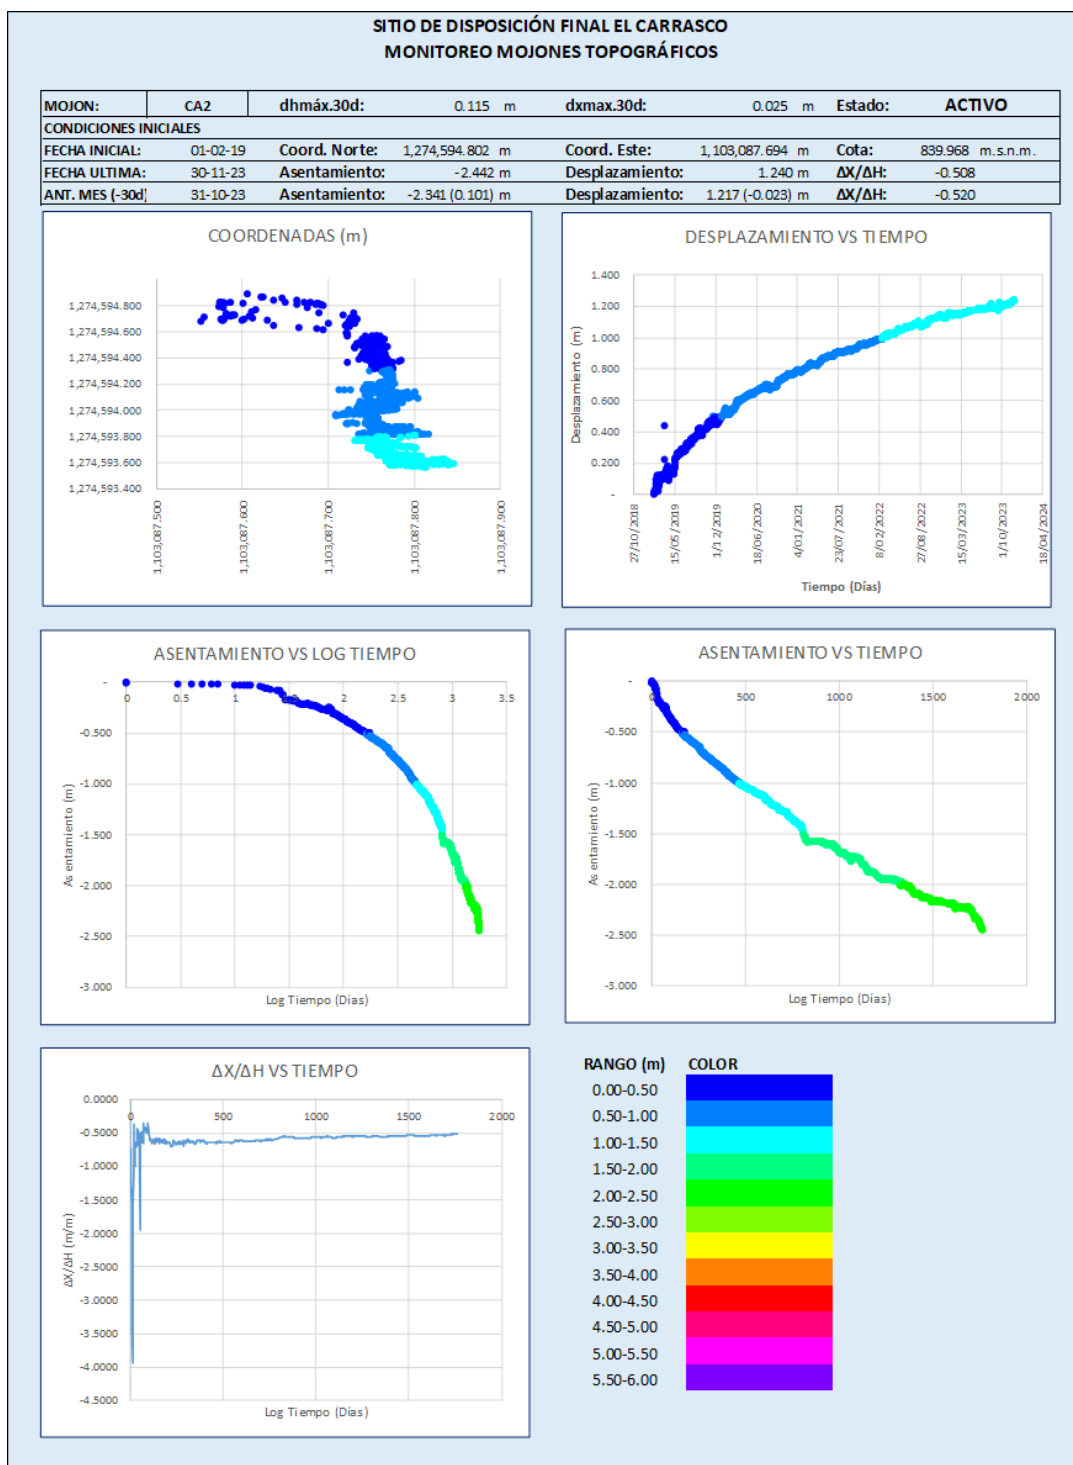 SITIO DE DISPOSICIÓN FINAL EL CARRASCO
MONITOREO MOJONES TOPOGRÁFICOS
MOJON: CA2 dhmáx.30d: 0.115 m dxmax.30d: 0.025 m Estado: ACTIVO
CONDICIONES INICIALES
FECHA INICIAL: 01-02-19 Coord. Norte: 1,274,594.802 m Coord. Este: 1,103,087.694 m Cota: 839.968 m.s.n.m.
FECHA ULTIMA: 30-11-23 Asentamiento: -2.442 m Desplazamiento: 1.240 m ΔX/ΔH: -0.508
ANT. MES (-30d) 31-10-23 Asentamiento: -2.341 (0.101) m Desplazamiento: 1.217 (-0.023) m ΔX/ΔH: -0.520
COORDENADAS (m)
1,274,594.800
1,274,594.600
1,274,594.400
1,274,594.200
1,274,594.000
1,274,593.800
1,274,593.600
1,274,593.400
1,103,087.500
1,103,087.600
1,103,087.700
1,103,087.800
1,103,087.900
DESPLAZAMIENTO VS TIEMPO
Desplazamiento (m)
1.400
1.200
1.000
0.800
0.600
0.400
0.200
-
27/10/2018
15/05/2019
1/12/2019
18/06/2020
4/01/2021
23/07/2021
8/02/2022
27/08/2022
15/03/2023
1/10/2023
18/04/2024
Tiempo (Días)
ASENTAMIENTO VS LOG TIEMPO
Asentamiento (m)
-
0 0.5 1 1.5 2 2.5 3 3.5
-0.500
-1.000
-1.500
-2.000
-2.500
-3.000
Log Tiempo (Días)
ASENTAMIENTO VS TIEMPO
Asentamiento (m)
-
0 500 1000 1500 2000
-0.500
-1.000
-1.500
-2.000
-2.500
-3.000
Log Tiempo (Días)
ΔX/ΔH VS TIEMPO
ΔX/ΔH (m/m)
0.0000
0 500 1000 1500 2000
-0.5000
-1.0000
-1.5000
-2.0000
-2.5000
-3.0000
-3.5000
-4.0000
-4.5000
Log Tiempo (Días)
RANGO (m) COLOR
0.00-0.50
0.50-1.00
1.00-1.50
1.50-2.00
2.00-2.50
2.50-3.00
3.00-3.50
3.50-4.00
4.00-4.50
4.50-5.00
5.00-5.50
5.50-6.00